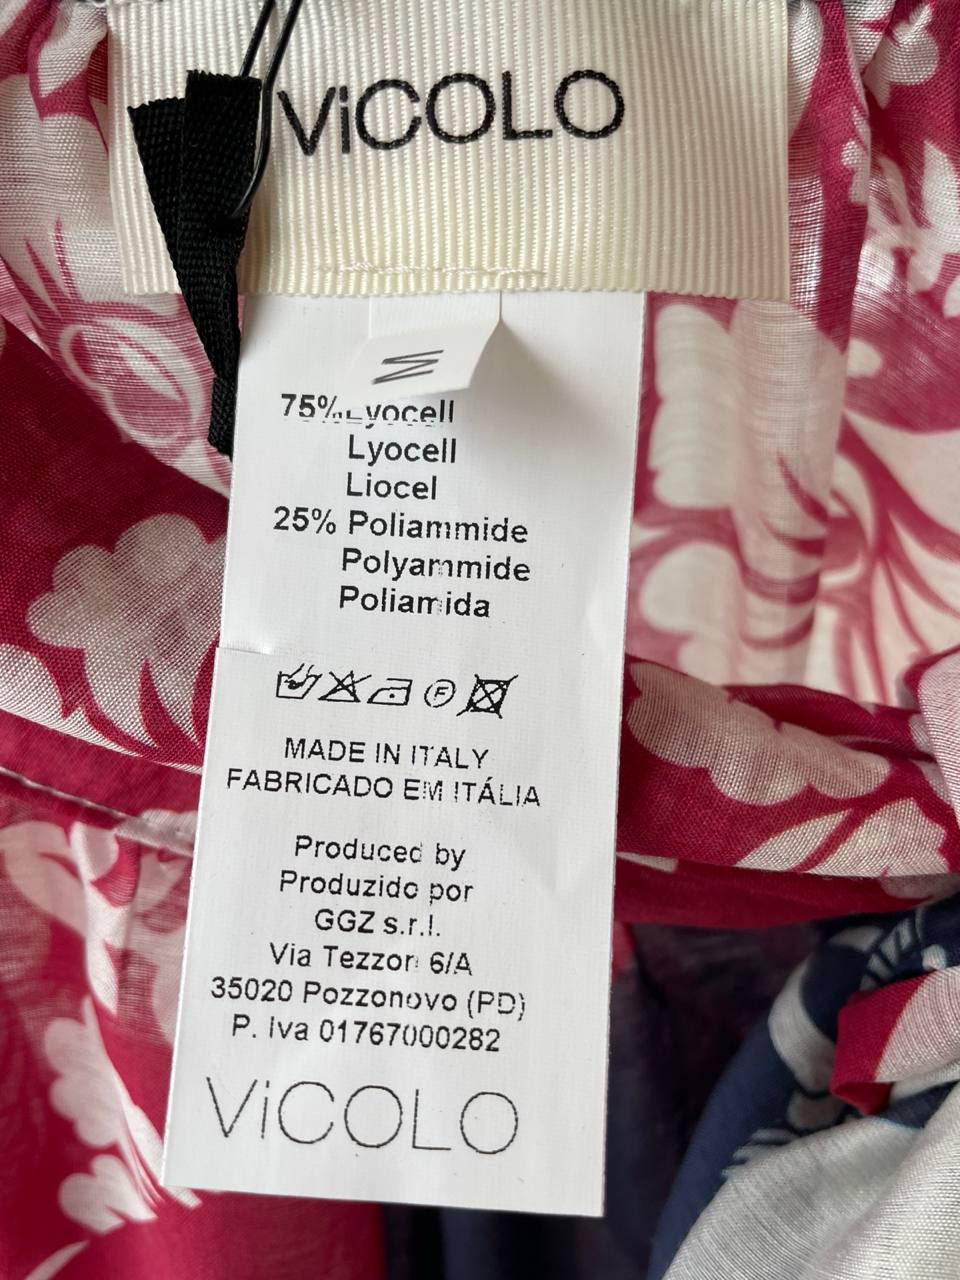 ViCOLO
M
75% Lyocell
Lyocell
Liocel
25% Poliammide
Polyammide
Poliamida
F
MADE IN ITALY
FABRICADO EM ITÁLIA
Produced by
Produzido por
GGZ s.r.l.
Via Tezzon 6/A
35020 Pozzonovo (PD)
P. Iva 01767000282
ViCOLO